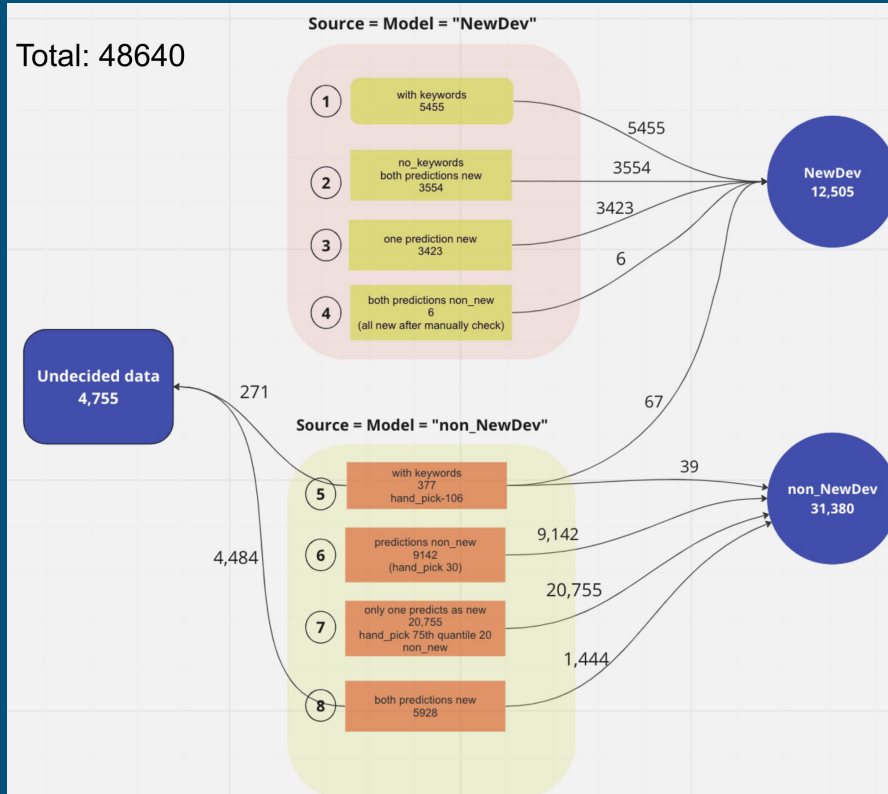 Source = Model = "NewDev"
Total: 48640
1
with keywords
5455
5455
2
no_keywords
both predictions new
3554
3554
3
one prediction new
3423
3423
4
both predictions non_new
6
(all new after manually check)
6
NewDev
12,505
Undecided data
4,755
271
67
Source = Model = "non_NewDev"
5
with keywords
377
hand_pick-106
39
non_NewDev
31,380
6
predictions non_new
9142
(hand_pick 30)
9,142
4,484
7
only one predicts as new
20,755
hand_pick 75th quantile 20
non_new
20,755
8
both predictions new
5928
1,444